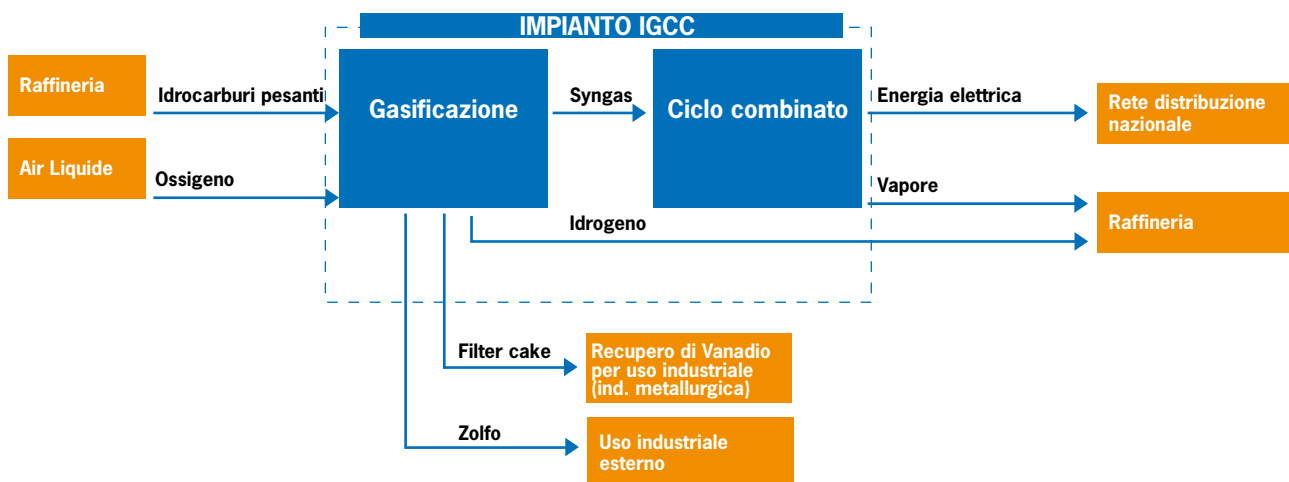 IMPIANTO IGCC
Raffineria
Idrocarburi pesanti
Gasificazione
Syngas
Ciclo combinato
Energia elettrica
Rete distribuzione
nazionale
Air Liquide
Ossigeno
Vapore
Idrogeno
Raffineria
Filter cake
Recupero di Vanadio
per uso industriale
(ind. metallurgica)
Zolfo
Uso industriale
esterno